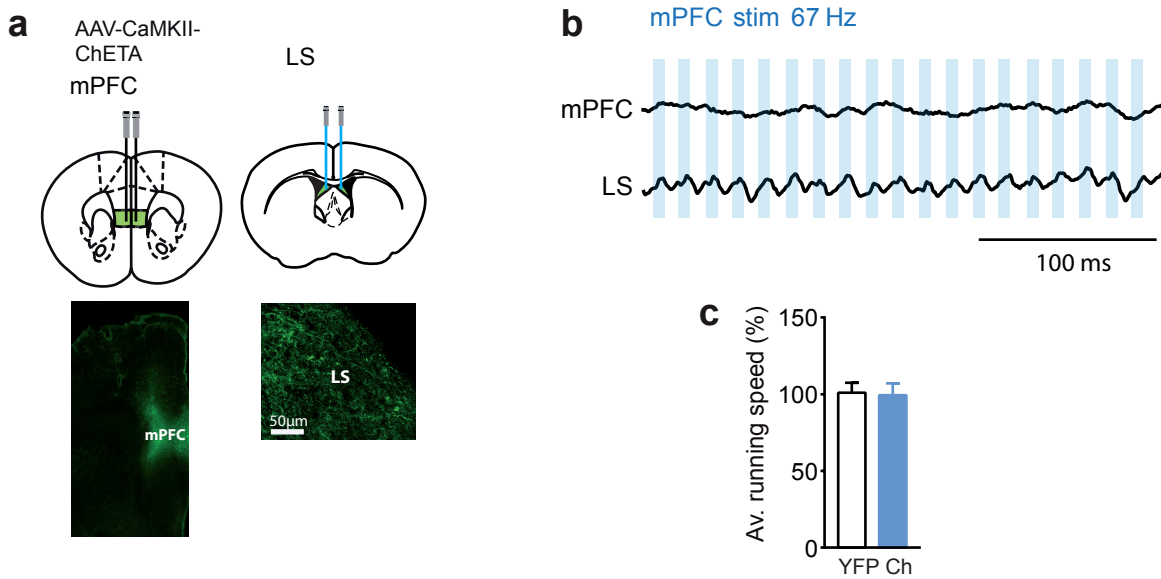 a
AAV-CaMKII-
ChETA
mPFC
LS
mPFC
LS
50µm
b
mPFC stim 67 Hz
mPFC
LS
100 ms
c
Av. running speed (%)
150
100
50
0
YFP Ch